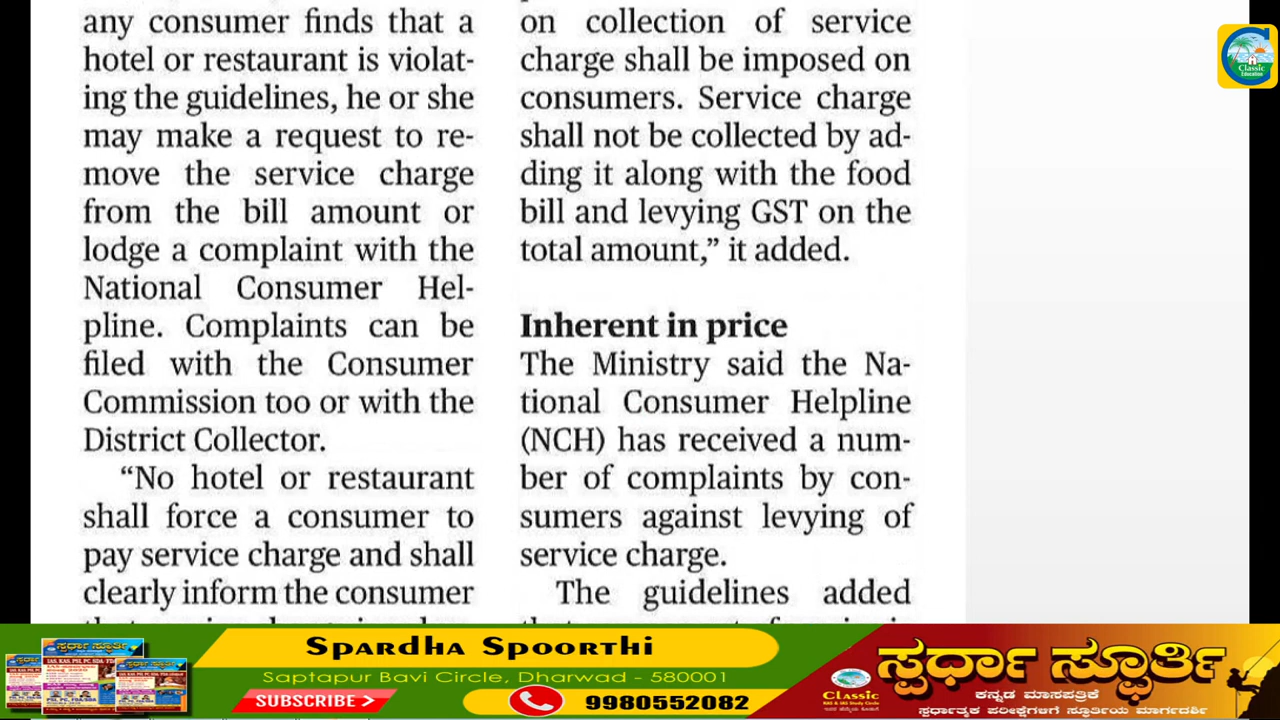 any consumer finds that a
hotel or restaurant is violat-
ing the guidelines, he or she
may make a request to re-
move the service charge
from the bill amount or
lodge a complaint with the
National Consumer Hel-
pline. Complaints can be
filed with the Consumer
Commission too or with the
District Collector.
“No hotel or restaurant
shall force a consumer to
pay service charge and shall
clearly inform the consumer
on collection of service
charge shall be imposed on
consumers. Service charge
shall not be collected by ad-
ding it along with the food
bill and levying GST on the
total amount,” it added.
Inherent in price
The Ministry said the Na-
tional Consumer Helpline
(NCH) has received a num-
ber of complaints by con-
sumers against levying of
service charge.
The guidelines added
Classic
Education
Spardha Spoorthi
Saptapur Bavi Circle, Dharwad - 580001
SUBSCRIBE >
9980552082
Classic
ಸ್ಪರ್ಧಾ ಸ್ಫೂರ್ತಿ
ಕನ್ನಡ ಮಾಸಪತ್ರಿಕೆ
ಸ್ಪರ್ಧಾತ್ಮಕ ಪರೀಕ್ಷೆಗಳಿಗೆ ಸ್ಫೂರ್ತಿಯ ಮಾರ್ಗದರ್ಶಿ